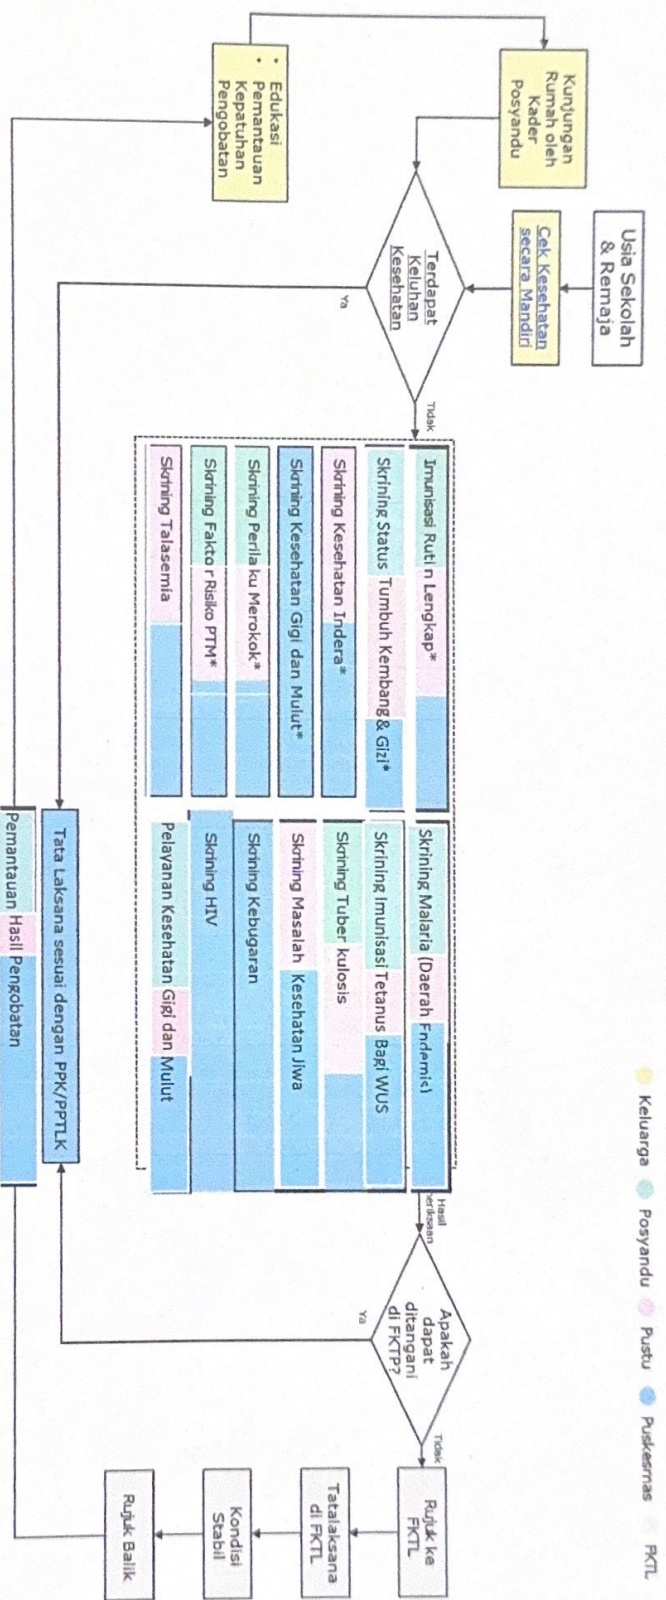 Keluarga
Posyandu
Pustu
Puskesmas
FKTL
Usia Sekolah
& Remaja
Cek Kesehatan
secara Mandiri
Kunjungan
Rumah oleh
Kader
Posyandu
• Edukasi
• Pemantauan
Kepatuhan
Pengobatan
Terdapat
Keluhan
Kesehatan
Tidak
Ya
Imunisasi Rutin Lengkap*
Skrining Status Tumbuh Kembang & Gizi*
Skrining Kesehatan Indera*
Skrining Kesehatan Gigi dan Mulut*
Skrining Perilaku Merokok*
Skrining Faktor Risiko PTM*
Skrining Talasemia
Skrining Malaria (Daerah Endemis)
Skrining Imunisasi Tetanus Bagi WUS
Skrining Tuberkulosis
Skrining Masalah Kesehatan Jiwa
Skrining Kebugaran
Skrining HIV
Pelayanan Kesehatan Gigi dan Mulut
Hasil
eriksaan
Apakah
dapat
ditangani
di FKTP?
Tidak
Ya
Rujuk ke
FKTL
Tatalaksana
di FKTL
Kondisi
Stabil
Rujuk Balik
Tata Laksana sesuai dengan PPK/PPTLK
Pemantauan Hasil Pengobatan